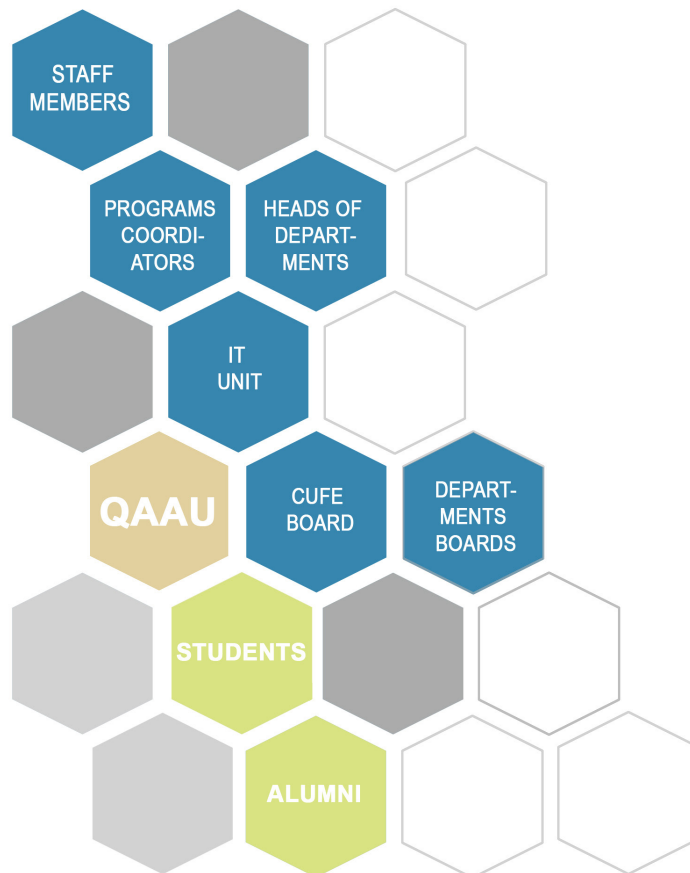 STAFF
MEMBERS
PROGRAMS
COORDI-
ATORS
HEADS OF
DEPART-
MENTS
IT
UNIT
QAAU
CUFE
BOARD
DEPART-
MENTS
BOARDS
STUDENTS
ALUMNI